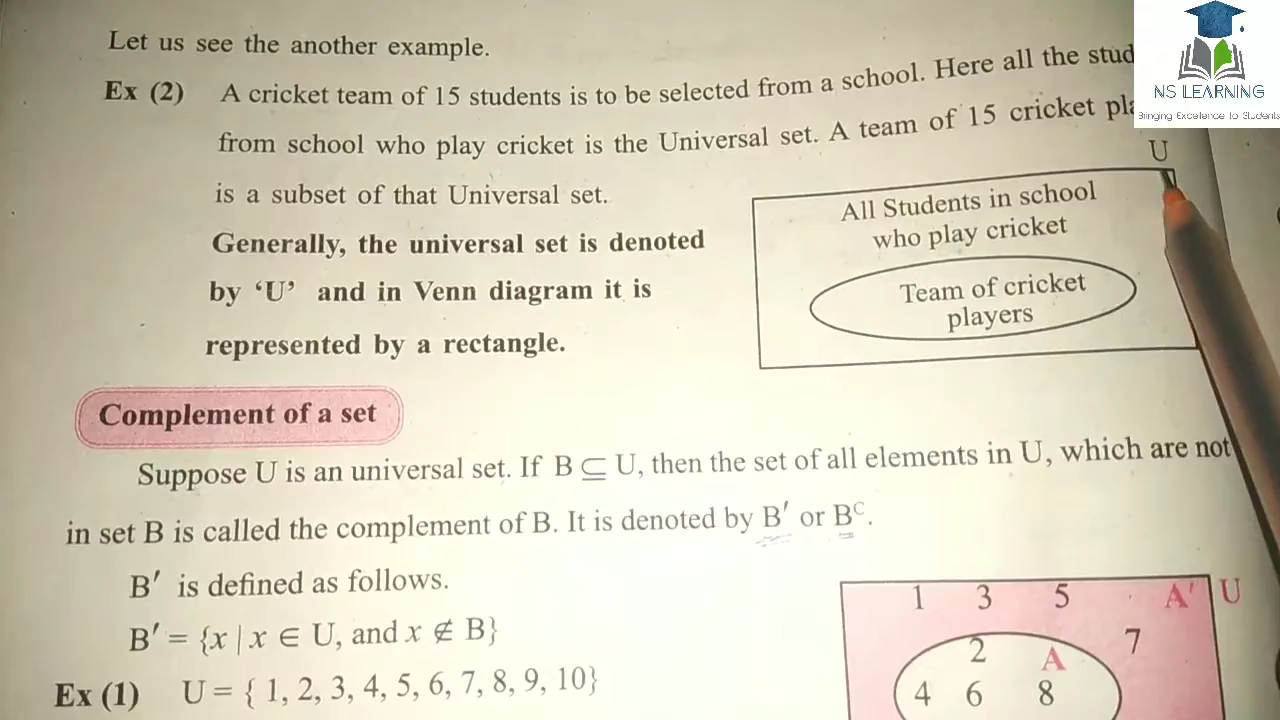 Let us see the another example.
Ex (2) A cricket team of 15 students is to be selected from a school. Here all the
from school who play cricket is the Universal set. A team of 15 cricket
is a subset of that Universal set.
Generally, the universal set is denoted
by ‘U’ and in Venn diagram it is
represented by a rectangle.
U
All Students in school
who play cricket
Team of cricket
players
Complement of a set
Suppose U is an universal set. If B ⊆ U, then the set of all elements in U, which are not
in set B is called the complement of B. It is denoted by B′ or Bᶜ.
B′ is defined as follows.
B′ = {x | x ∈ U, and x ∉ B}
Ex (1) U = { 1, 2, 3, 4, 5, 6, 7, 8, 9, 10}
1 3 5 A′ U
7
2 A
4 6 8
NS LEARNING
Bringing Excellence to Students